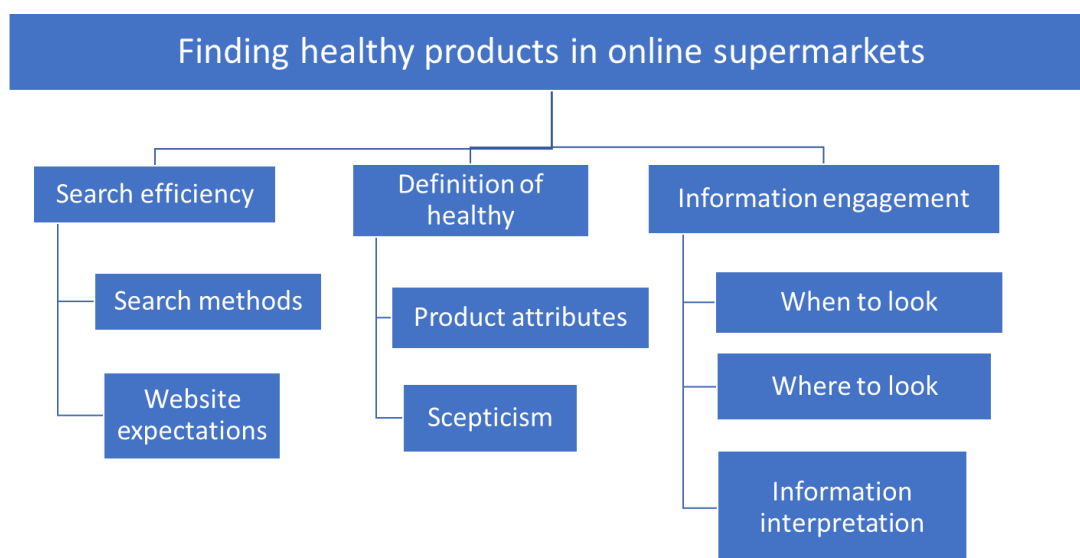 Finding healthy products in online supermarkets
Search efficiency
Search methods
Website
expectations
Definition of
healthy
Product attributes
Scepticism
Information engagement
When to look
Where to look
Information
interpretation